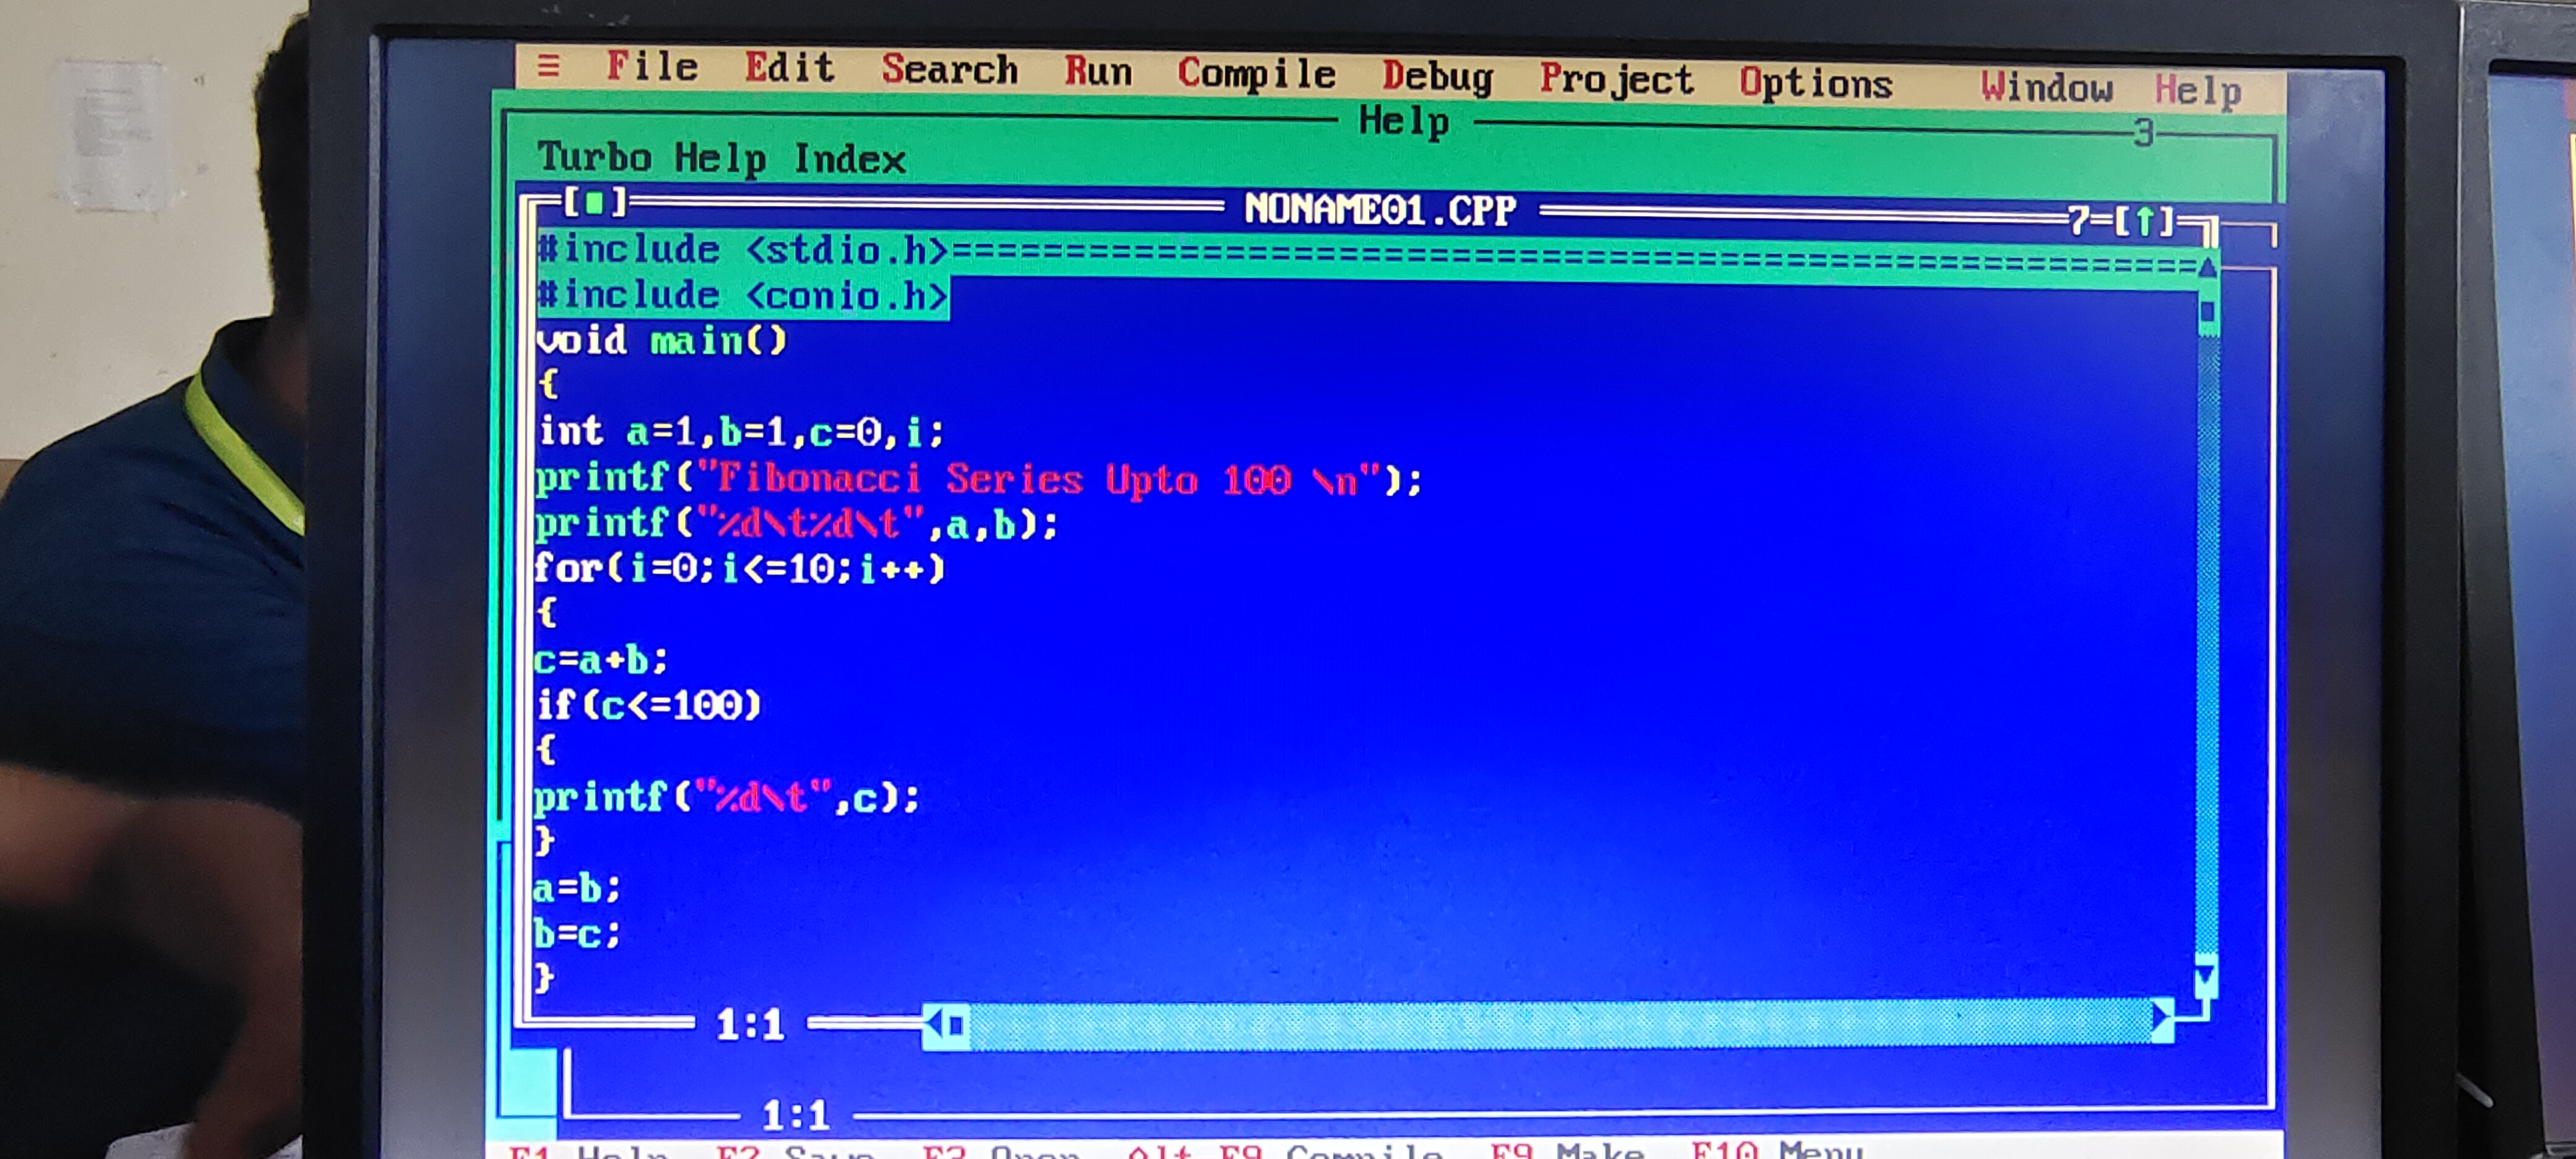 ≡ File Edit Search Run Compile Debug Project Options Window Help
Help 3
Turbo Help Index
[■] NONAME01.CPP 7=[↑]
#include <stdio.h>
#include <conio.h>
void main()
{
int a=1,b=1,c=0,i;
printf("Fibonacci Series Upto 100 \n");
printf("%d\t%d\t",a,b);
for(i=0;i<=10;i++)
{
c=a+b;
if(c<=100)
{
printf("%d\t",c);
}
a=b;
b=c;
}
1:1
1:1
F1 Help F2 Save F3 Open Alt-F9 Compile F9 Make F10 Menu